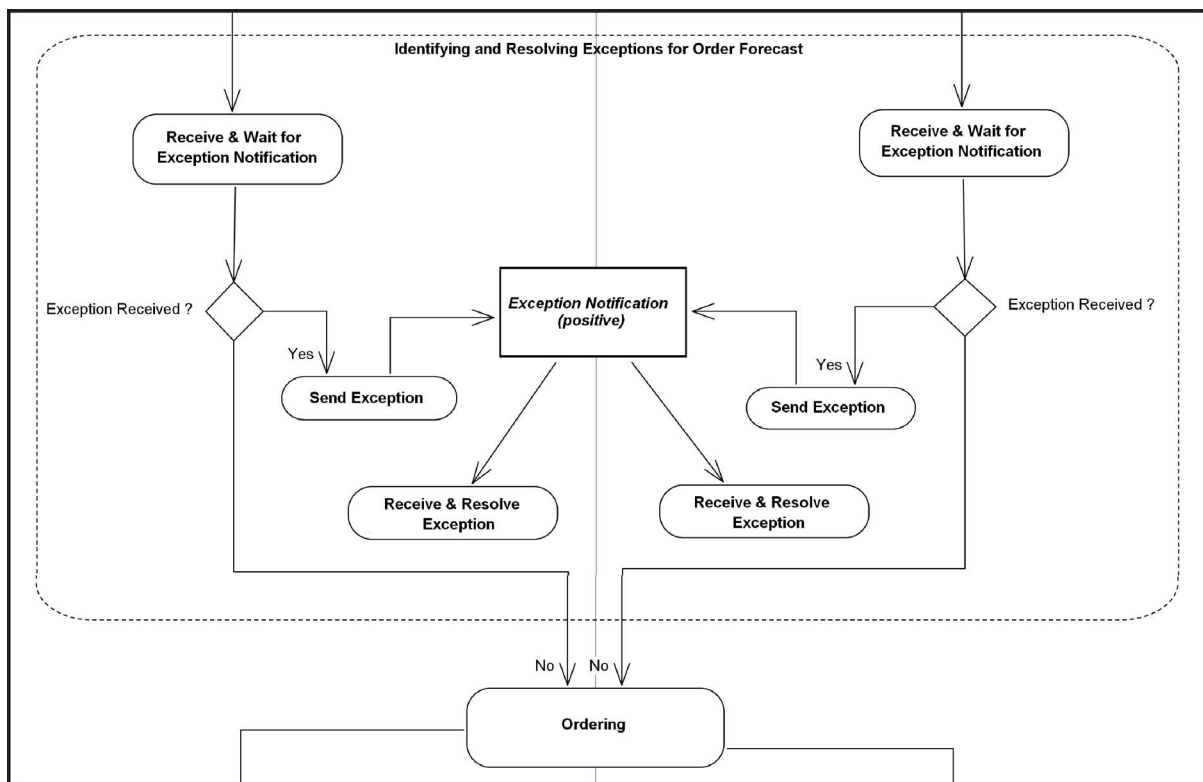 Identifying and Resolving Exceptions for Order Forecast
Receive & Wait for
Exception Notification
Receive & Wait for
Exception Notification
Exception Received ?
Exception Notification
(positive)
Exception Received ?
Yes
Yes
Send Exception
Send Exception
Receive & Resolve
Exception
Receive & Resolve
Exception
No
No
Ordering